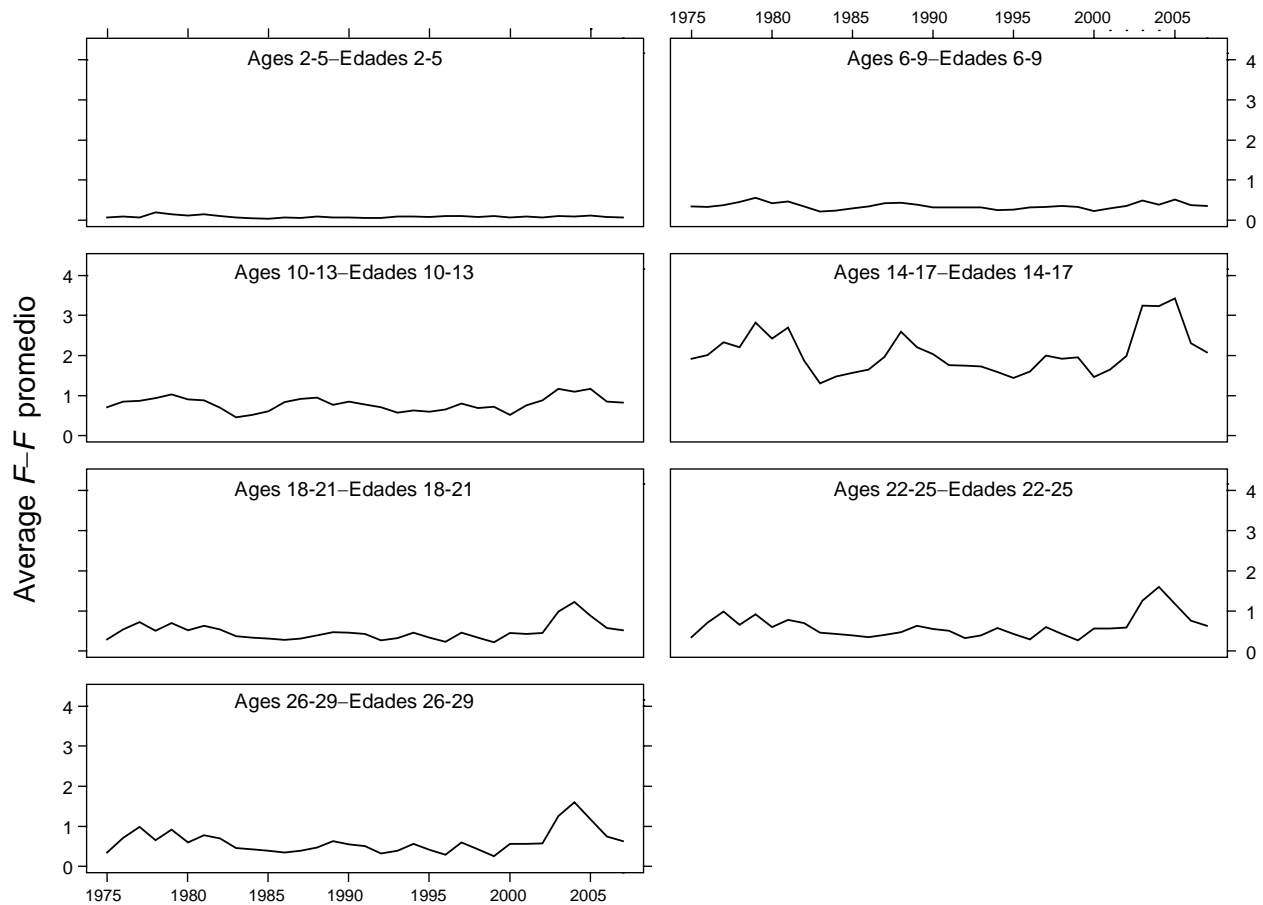 1975 1980 1985 1990 1995 2000 2005
Ages 2-5–Edades 2-5
Ages 6-9–Edades 6-9
4
3
2
1
0
Ages 10-13–Edades 10-13
4
3
2
1
0
Ages 14-17–Edades 14-17
Average F–F promedio
Ages 18-21–Edades 18-21
Ages 22-25–Edades 22-25
4
3
2
1
0
Ages 26-29–Edades 26-29
4
3
2
1
0
1975 1980 1985 1990 1995 2000 2005